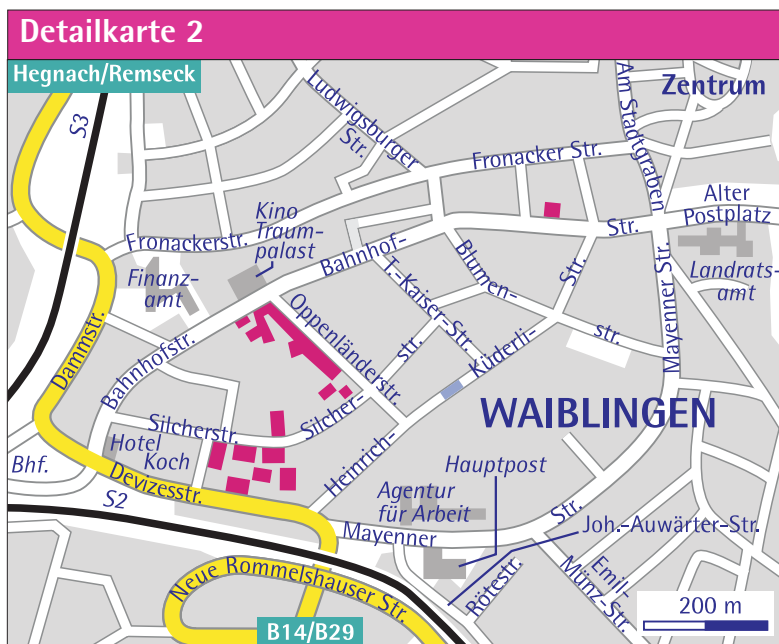 Detailkarte 2
Hegnach/Remseck
Zentrum
S3
Ludwigsburger
Str.
Am Stadtgraben
Fronacker Str.
Alter
Postplatz
Kino
Traum-
palast
Fronackerstr.
Bahnhof-
Str.
Finanz-
amt
Landrats-
amt
Blumen-
str.
T.-Kaiser-Str.
Str.
Mayenner Str.
Oppenländerstr.
Dammstr.
Bahnhofstr.
Küderli-
Silcher-
str.
Silcherstr.
WAIBLINGEN
Hotel
Koch
Heinrich-
Hauptpost
Bhf.
Devizesstr.
S2
Agentur
für Arbeit
Mayenner
Str.
Joh.-Auwärter-Str.
Neue Rommelshauser Str.
Rötestr.
Emil-
Münz-Str.
200 m
B14/B29